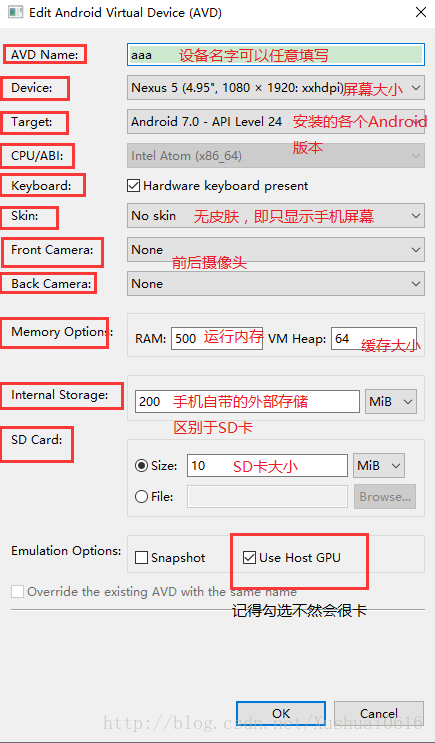 Edit Android Virtual Device (AVD)
AVD Name: aaa 设备名字可以任意填写
Device: Nexus 5 (4.95", 1080 × 1920: xxhdpi) 屏幕大小
Target: Android 7.0 - API Level 24 安装的各个Android
版本
CPU/ABI: Intel Atom (x86_64)
Keyboard: Hardware keyboard present
Skin: No skin 无皮肤，即只显示手机屏幕
Front Camera: None
前后摄像头
Back Camera: None
Memory Options: RAM: 500 运行内存 VM Heap: 64
缓存大小
Internal Storage: 200 手机自带的外部存储 MiB
区别于SD卡
SD Card:
Size: 10 SD卡大小 MiB
File: Browse...
Emulation Options: Snapshot Use Host GPU
Override the existing AVD with the same name
记得勾选不然会很卡
OK Cancel
http://blog.csdn.net/Xushuai0616